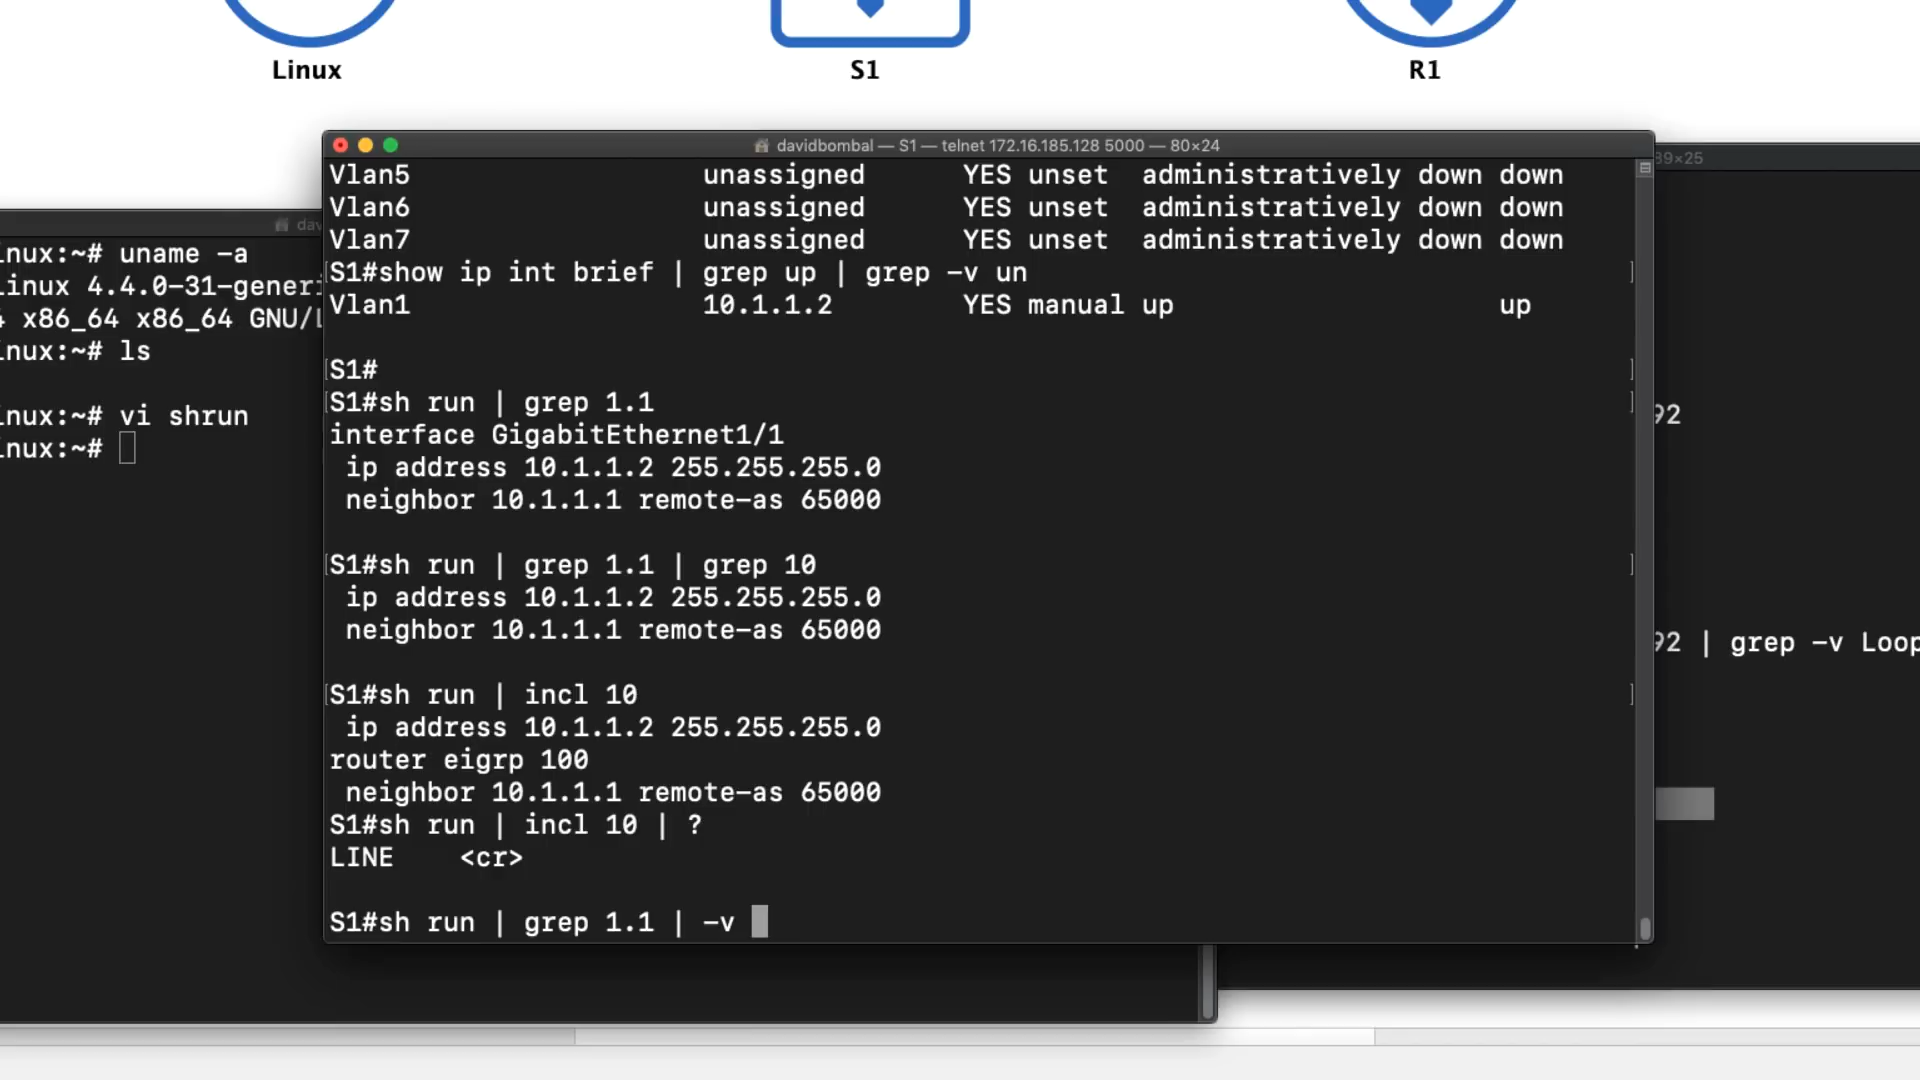 Linux
S1
R1
davidbombal — S1 — telnet 172.16.185.128 5000 — 80×24
Vlan5 unassigned YES unset administratively down down
Vlan6 unassigned YES unset administratively down down
Vlan7 unassigned YES unset administratively down down
S1#show ip int brief | grep up | grep -v un
Vlan1 10.1.1.2 YES manual up up
S1#
S1#sh run | grep 1.1
interface GigabitEthernet1/1
ip address 10.1.1.2 255.255.255.0
neighbor 10.1.1.1 remote-as 65000
S1#sh run | grep 1.1 | grep 10
ip address 10.1.1.2 255.255.255.0
neighbor 10.1.1.1 remote-as 65000
S1#sh run | incl 10
ip address 10.1.1.2 255.255.255.0
router eigrp 100
neighbor 10.1.1.1 remote-as 65000
S1#sh run | incl 10 | ?
LINE <cr>
S1#sh run | grep 1.1 | -v
dav
inux:~# uname -a
Linux 4.4.0-31-generi
4 x86_64 x86_64 GNU/L
inux:~# ls
inux:~# vi shrun
inux:~#
89×25
92
92 | grep -v Loop